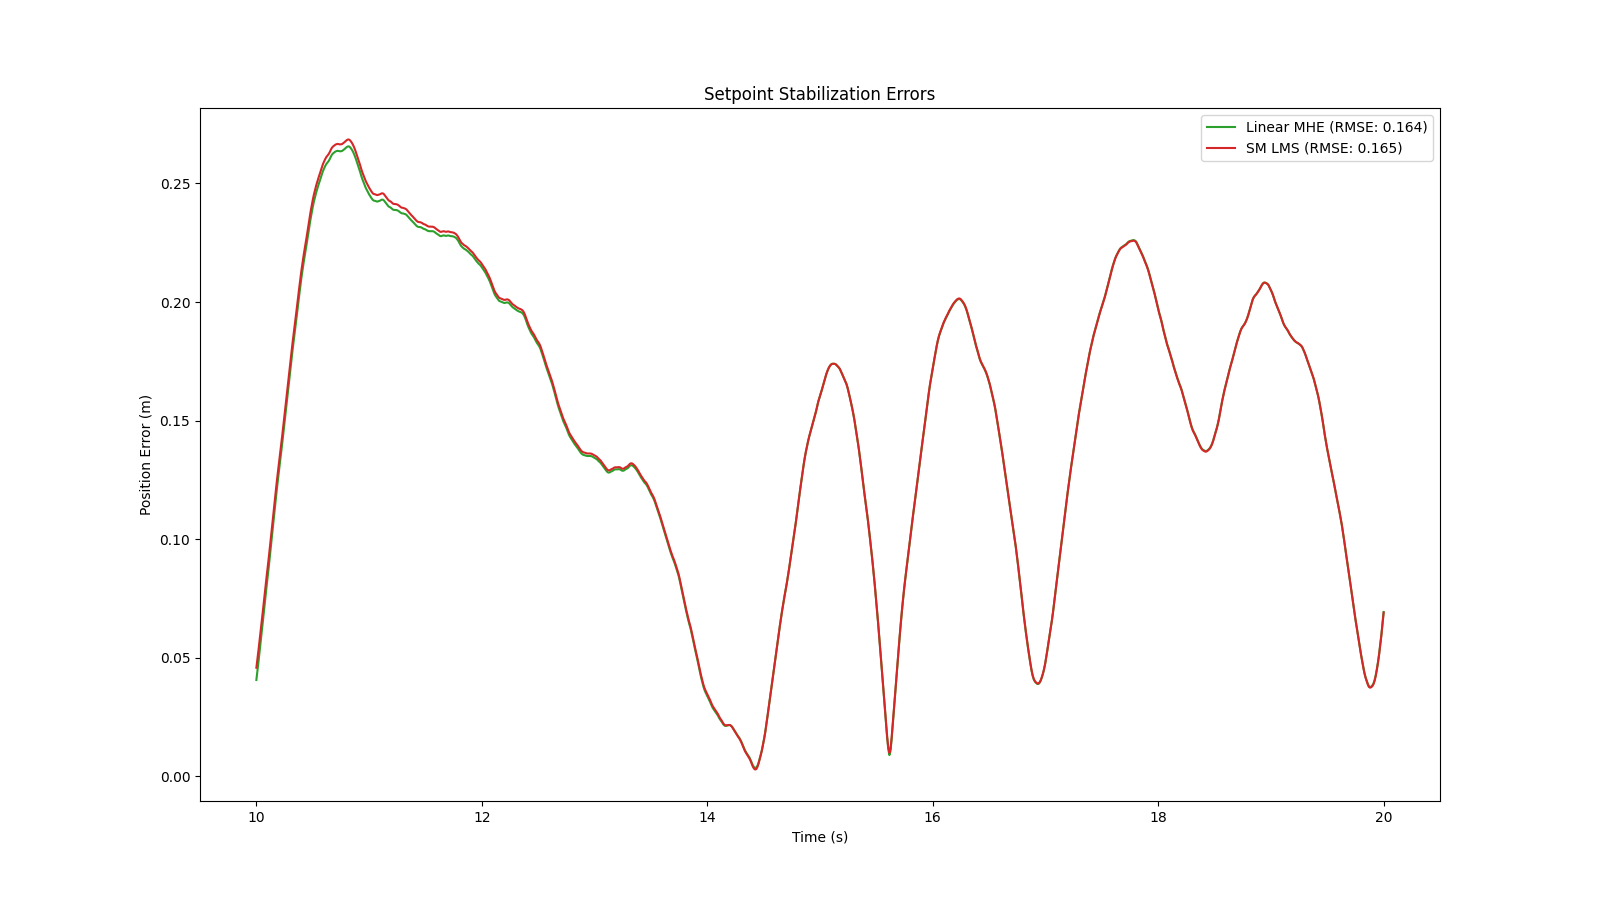 Setpoint Stabilization Errors
Linear MHE (RMSE: 0.164)
SM LMS (RMSE: 0.165)
Position Error (m)
0.25
0.20
0.15
0.10
0.05
0.00
10 12 14 16 18 20
Time (s)